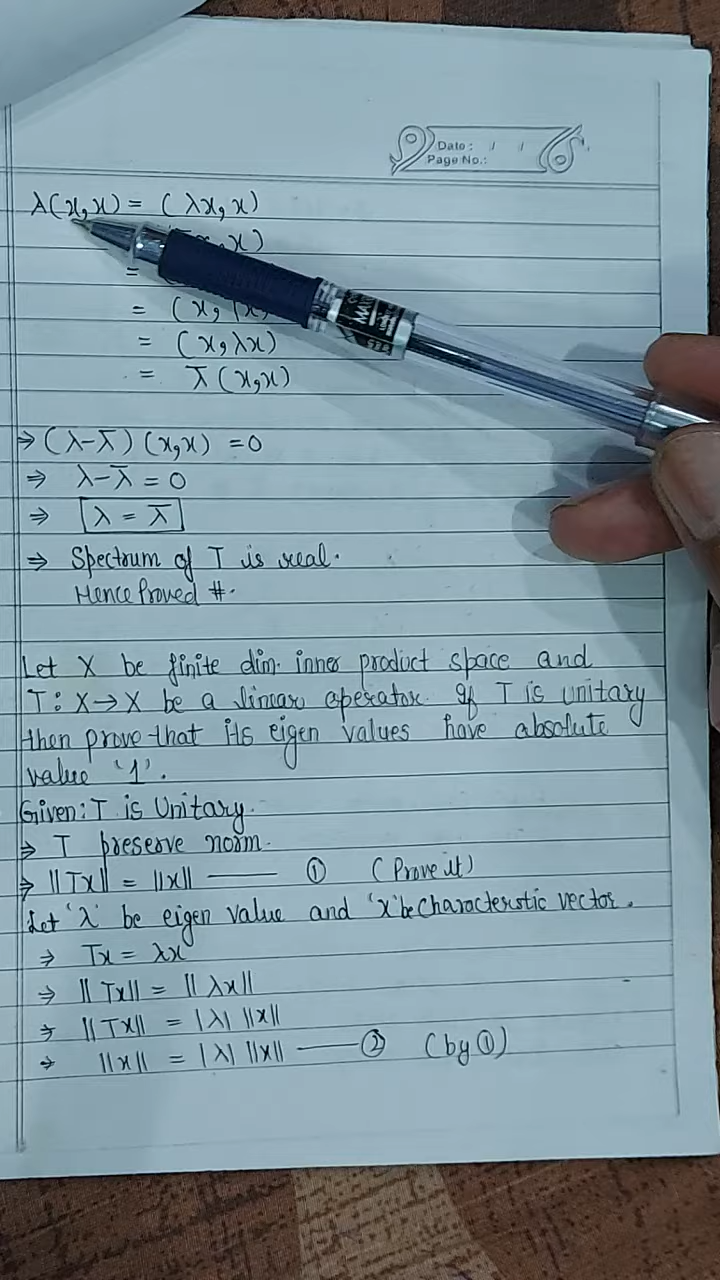 Date : / /
Page No.:
λ(x,x) = (λx,x)
x)
=
= (x,
= (x,λx)
= λ̅(x,x)
⇒ (λ-λ̅) (x,x) = 0
⇒ λ-λ̅ = 0
⇒ λ = λ̅
⇒ Spectrum of T is real.
Hence Proved #.
Let X be finite dim. inner product space and
T: X→X be a linear operator. If T is unitary
then prove that its eigen values have absolute
value '1'.
Given: T is Unitary.
⇒ T preserve norm.
⇒ ||Tx|| = ||x|| —— ① (Prove it)
Let 'λ' be eigen value and 'x' be characterstic vector.
⇒ Tx = λx
⇒ ||Tx|| = ||λx||
⇒ ||Tx|| = |λ| ||x||
⇒ ||x|| = |λ| ||x|| —— ② (by ①)